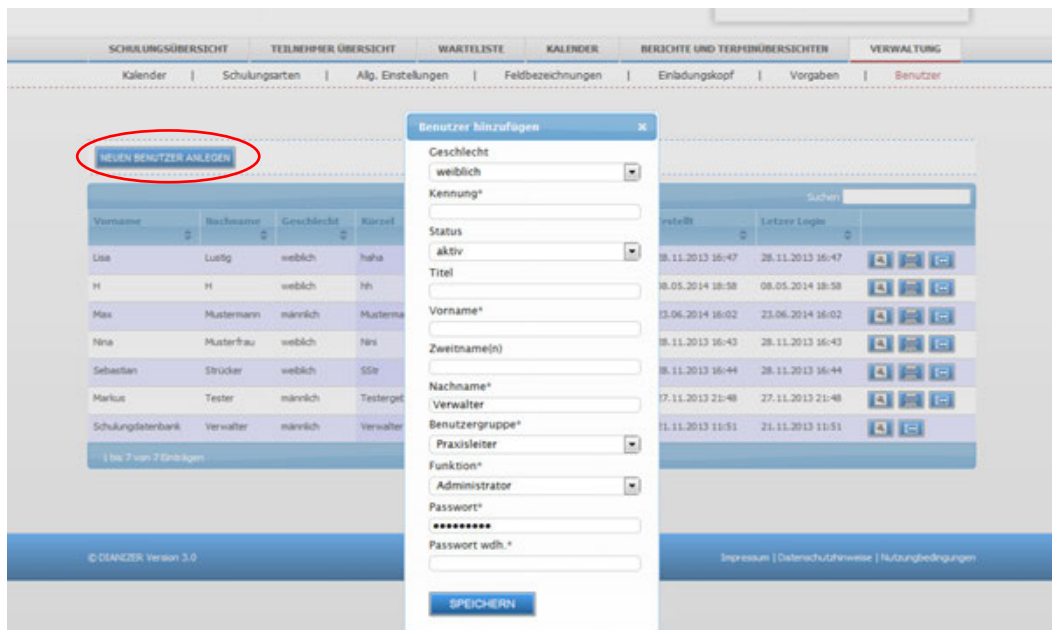 SCHULUNGSÜBERSICHT TEILNEHMER ÜBERSICHT WARTELISTE KALENDER BERICHTE UND TERMINÜBERSICHTEN VERWALTUNG
Kalender | Schulungsarten | Allg. Einstellungen | Feldbezeichnungen | Einladungskopf | Vorgaben | Benutzer
NEUEN BENUTZER ANLEGEN
Suchen
Vorname Nachname Geschlecht Kürzel rstellt Letzer Login
Lisa Lustig weiblich haha 28.11.2013 16:47 28.11.2013 16:47
H H weiblich hh 08.05.2014 18:58 08.05.2014 18:58
Max Mustermann männlich Musterma 23.06.2014 16:02 23.06.2014 16:02
Nina Musterfrau weiblich Nini 28.11.2013 16:43 28.11.2013 16:43
Sebastian Strücker weiblich SStr 28.11.2013 16:44 28.11.2013 16:44
Markus Tester männlich Testerget 27.11.2013 21:48 27.11.2013 21:48
Schulungdatenbank Verwalter männlich Verwalter 21.11.2013 11:51 21.11.2013 11:51
1 bis 7 von 7 Einträgen
Benutzer hinzufügen ×
Geschlecht
weiblich
Kennung*
Status
aktiv
Titel
Vorname*
Zweitname(n)
Nachname*
Verwalter
Benutzergruppe*
Praxisleiter
Funktion*
Administrator
Passwort*
•••••••••
Passwort wdh.*
SPEICHERN
© DIANIZER Version 3.0
Impressum | Datenschutzhinweise | Nutzungbedingungen